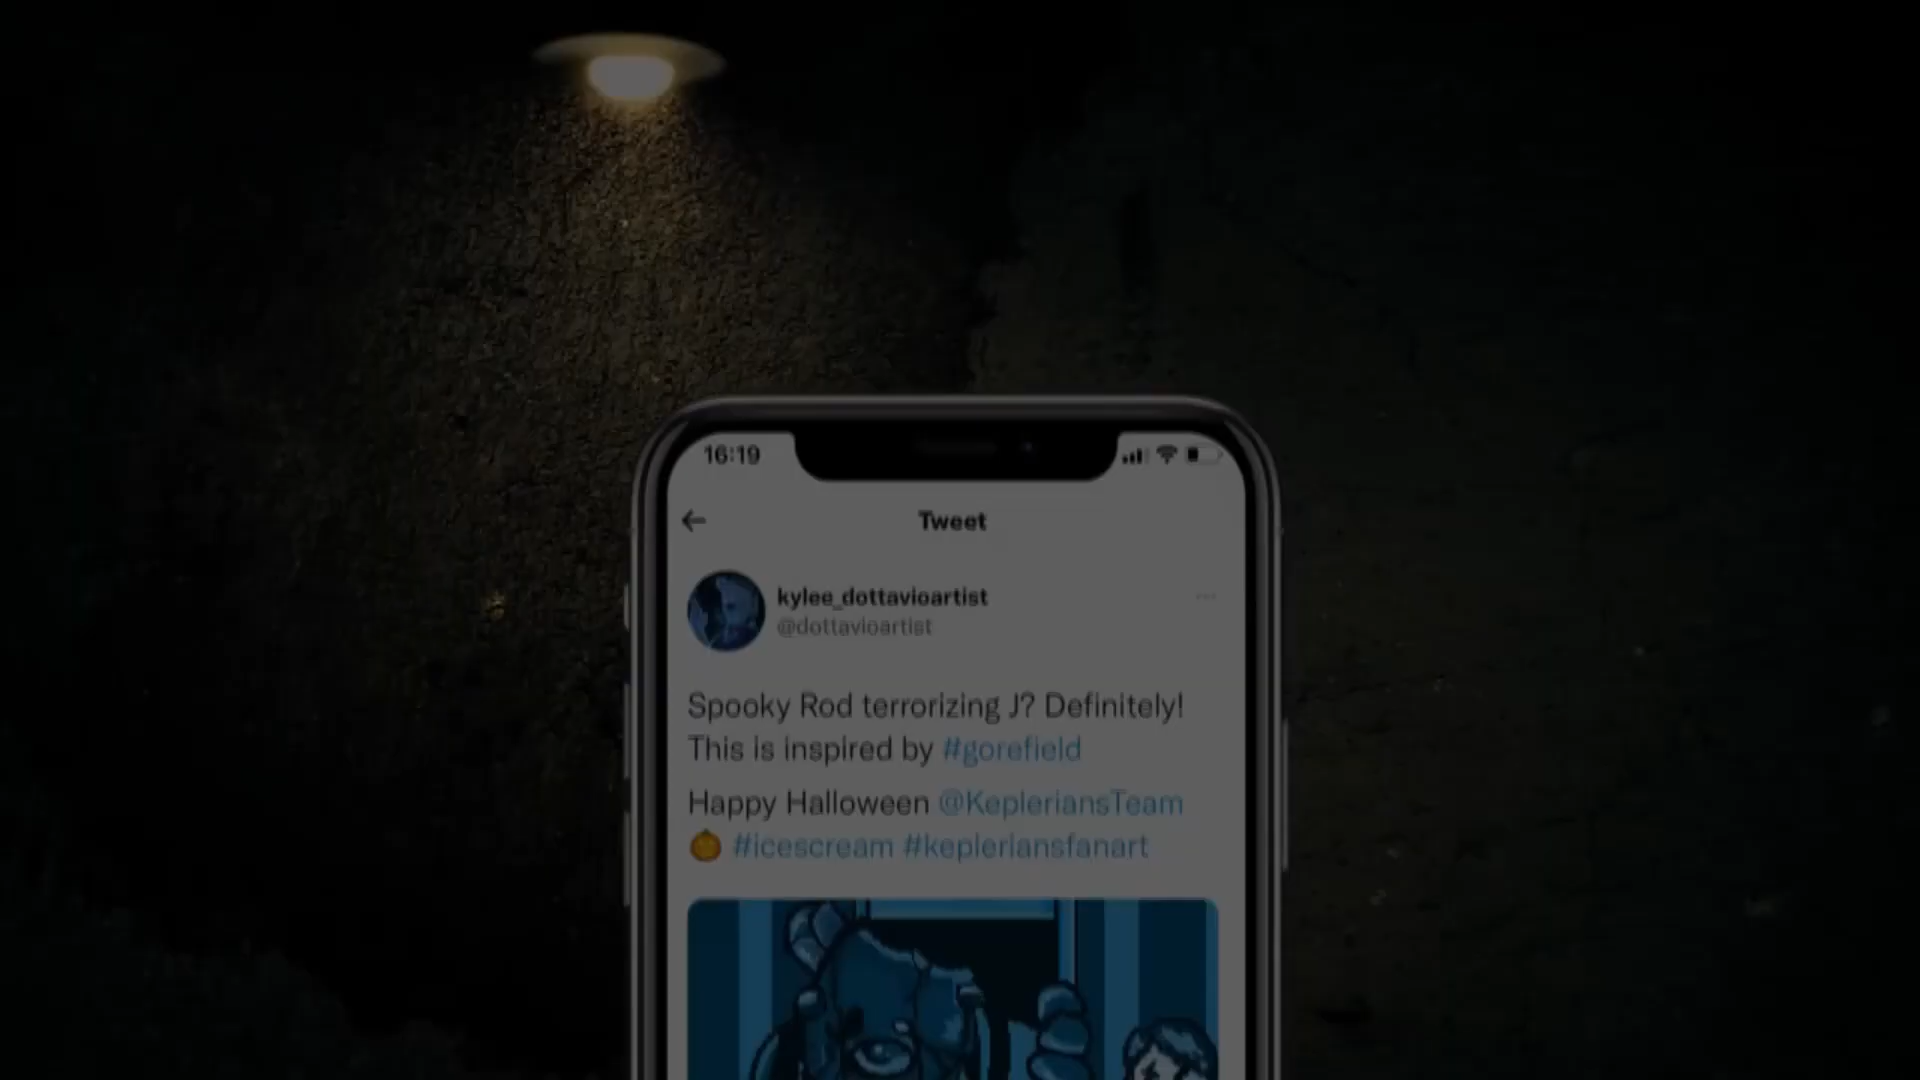 16:19
Tweet
kylee_dottavioartist
@dottavioartist
Spooky Rod terrorizing J? Definitely!
This is inspired by #gorefield
Happy Halloween @KepleriansTeam
🎃 #icescream #kepleriansfanart